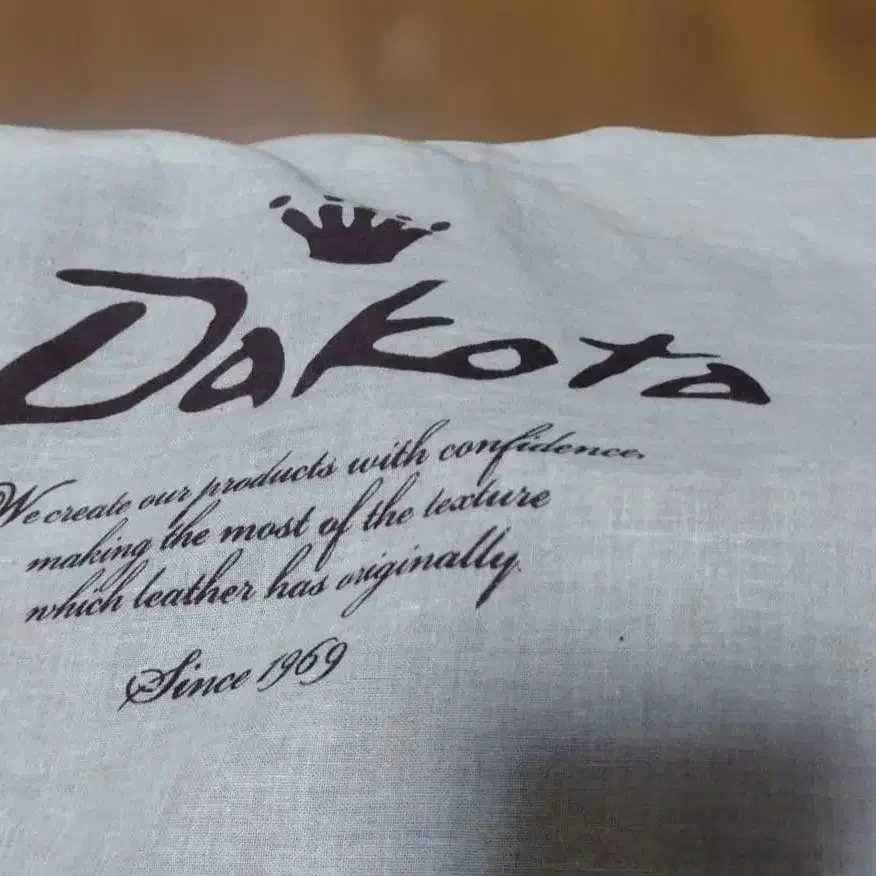 Dakota
We create our products with confidence,
making the most of the texture
which leather has originally.
Since 1969